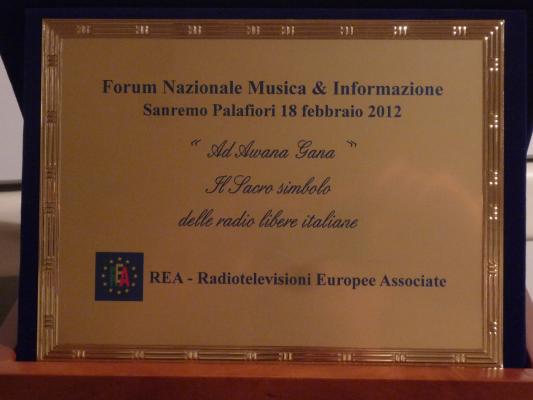 Forum Nazionale Musica & Informazione
Sanremo Palafiori 18 febbraio 2012
" Ad Awana Gana "
Il Sacro simbolo
delle radio libere italiane
REA
REA - Radiotelevisioni Europee Associate